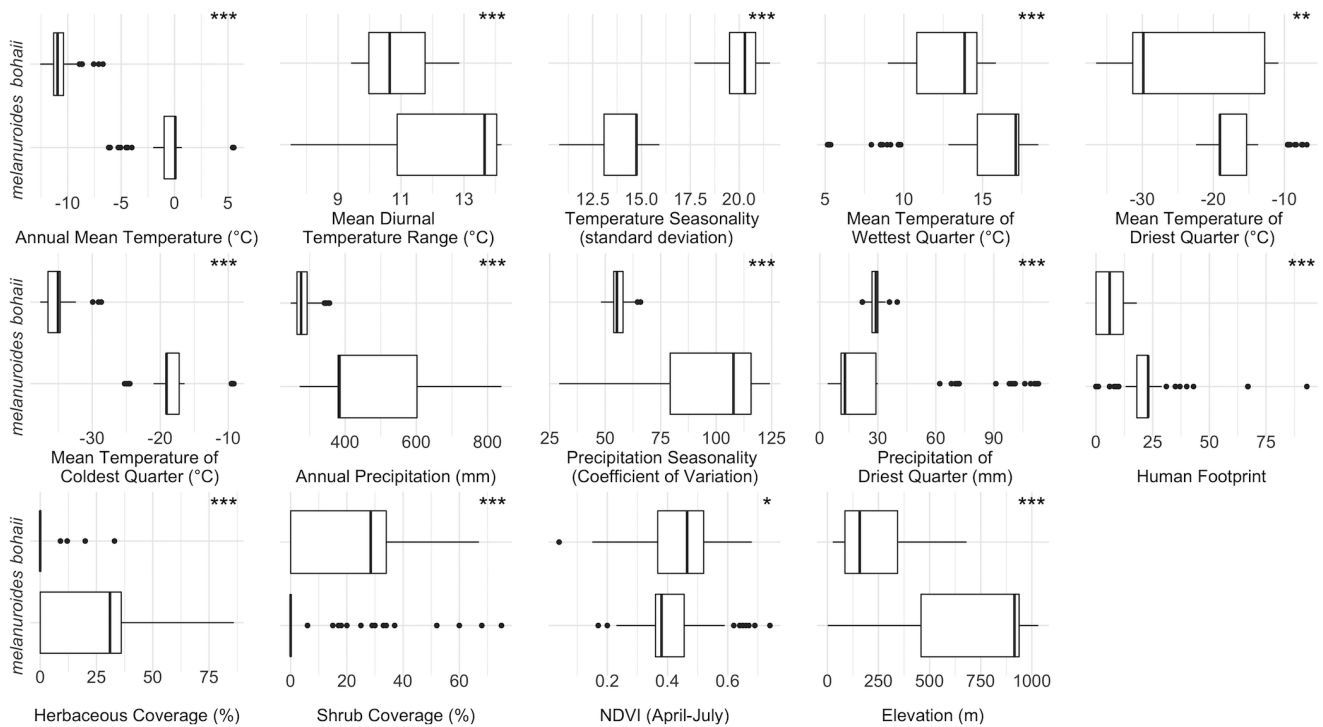 ***
***
***
***
**
melanuroides bohaii
-10 -5 0 5
9 11 13
12.5 15.0 17.5 20.0
5 10 15
-30 -20 -10
Annual Mean Temperature (°C)
Mean Diurnal
Temperature Range (°C)
Temperature Seasonality
(standard deviation)
Mean Temperature of
Wettest Quarter (°C)
Mean Temperature of
Driest Quarter (°C)
***
***
***
***
***
melanuroides bohaii
-30 -20 -10
400 600 800
25 50 75 100 125
0 30 60 90
0 25 50 75
Mean Temperature of
Coldest Quarter (°C)
Annual Precipitation (mm)
Precipitation Seasonality
(Coefficient of Variation)
Precipitation of
Driest Quarter (mm)
Human Footprint
***
***
*
***
melanuroides bohaii
0 25 50 75
0 20 40 60
0.2 0.4 0.6
0 250 500 750 1000
Herbaceous Coverage (%)
Shrub Coverage (%)
NDVI (April-July)
Elevation (m)